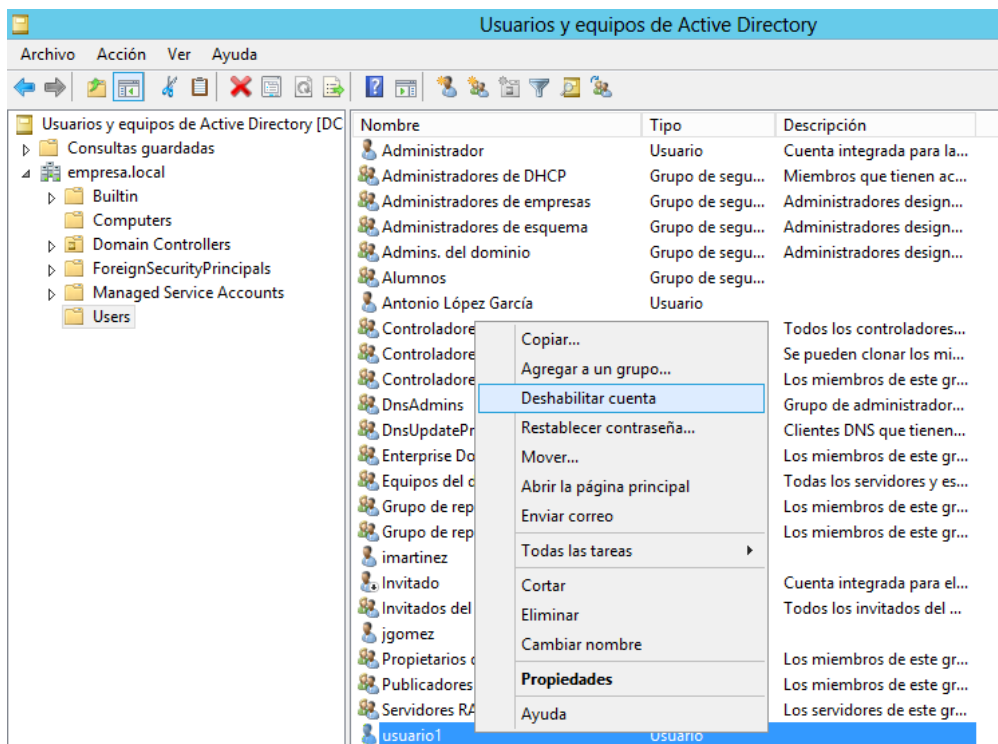 Usuarios y equipos de Active Directory
Archivo Acción Ver Ayuda
Usuarios y equipos de Active Directory [DC
Consultas guardadas
empresa.local
Builtin
Computers
Domain Controllers
ForeignSecurityPrincipals
Managed Service Accounts
Users
Nombre Tipo Descripción
Administrador Usuario Cuenta integrada para la...
Administradores de DHCP Grupo de segu... Miembros que tienen ac...
Administradores de empresas Grupo de segu... Administradores design...
Administradores de esquema Grupo de segu... Administradores design...
Admins. del dominio Grupo de segu... Administradores design...
Alumnos Grupo de segu...
Antonio López García Usuario
Controladore Todos los controladores...
Controladore Se pueden clonar los mi...
Controladore Los miembros de este gr...
DnsAdmins Grupo de administrador...
DnsUpdatePr Clientes DNS que tienen...
Enterprise Do Los miembros de este gr...
Equipos del d Todas los servidores y es...
Grupo de rep Los miembros de este gr...
Grupo de rep Los miembros de este gr...
imartinez
Invitado Cuenta integrada para el...
Invitados del Todos los invitados del ...
jgomez
Propietarios d Los miembros de este gr...
Publicadores Los miembros de este gr...
Servidores RA Los servidores de este gr...
usuario1 Usuario
Copiar...
Agregar a un grupo...
Deshabilitar cuenta
Restablecer contraseña...
Mover...
Abrir la página principal
Enviar correo
Todas las tareas
Cortar
Eliminar
Cambiar nombre
Propiedades
Ayuda